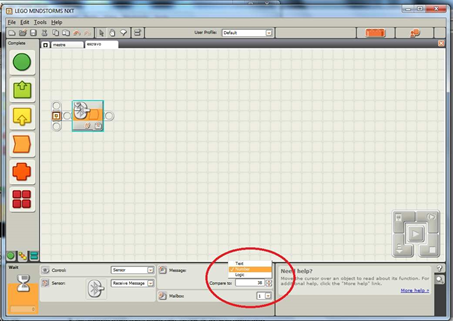 LEGO MINDSTORMS NXT
File Edit Tools Help
User Profile: Default
mestre escravo
Complete
Wait
Control: Sensor
Sensor: Receive Message
Message:
Text
Number
Logic
Compare to:
Mailbox: 1
Need help?
Move the cursor over an object to read about its function. For
additional help, click the "More help" link.
More help »